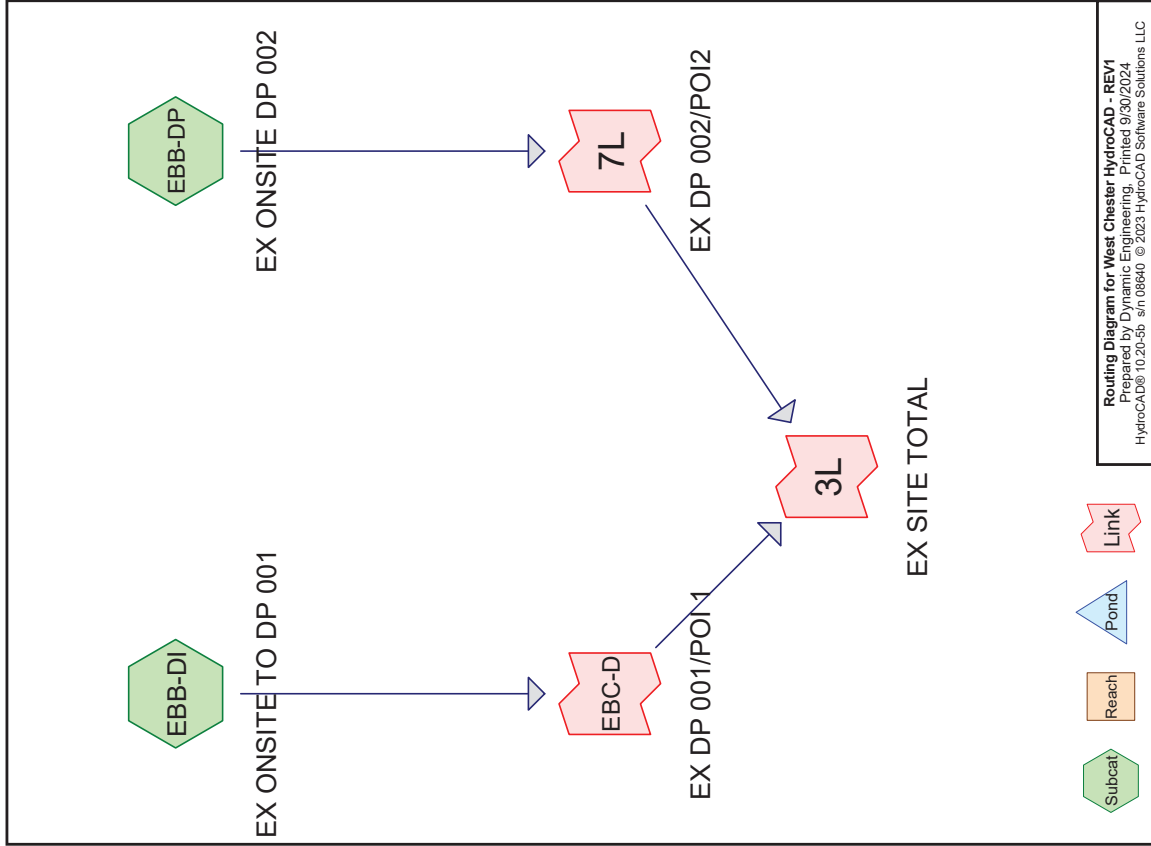 EBB-DI
EX ONSITE TO DP 001
EBB-DP
EX ONSITE DP 002
EBC-D
EX DP 001/POI 1
7L
EX DP 002/POI2
3L
EX SITE TOTAL
Subcat
Reach
Pond
Link
Routing Diagram for West Chester HydroCAD - REV1
Prepared by Dynamic Engineering, Printed 9/30/2024
HydroCAD® 10.20-5b s/n 08640 © 2023 HydroCAD Software Solutions LLC